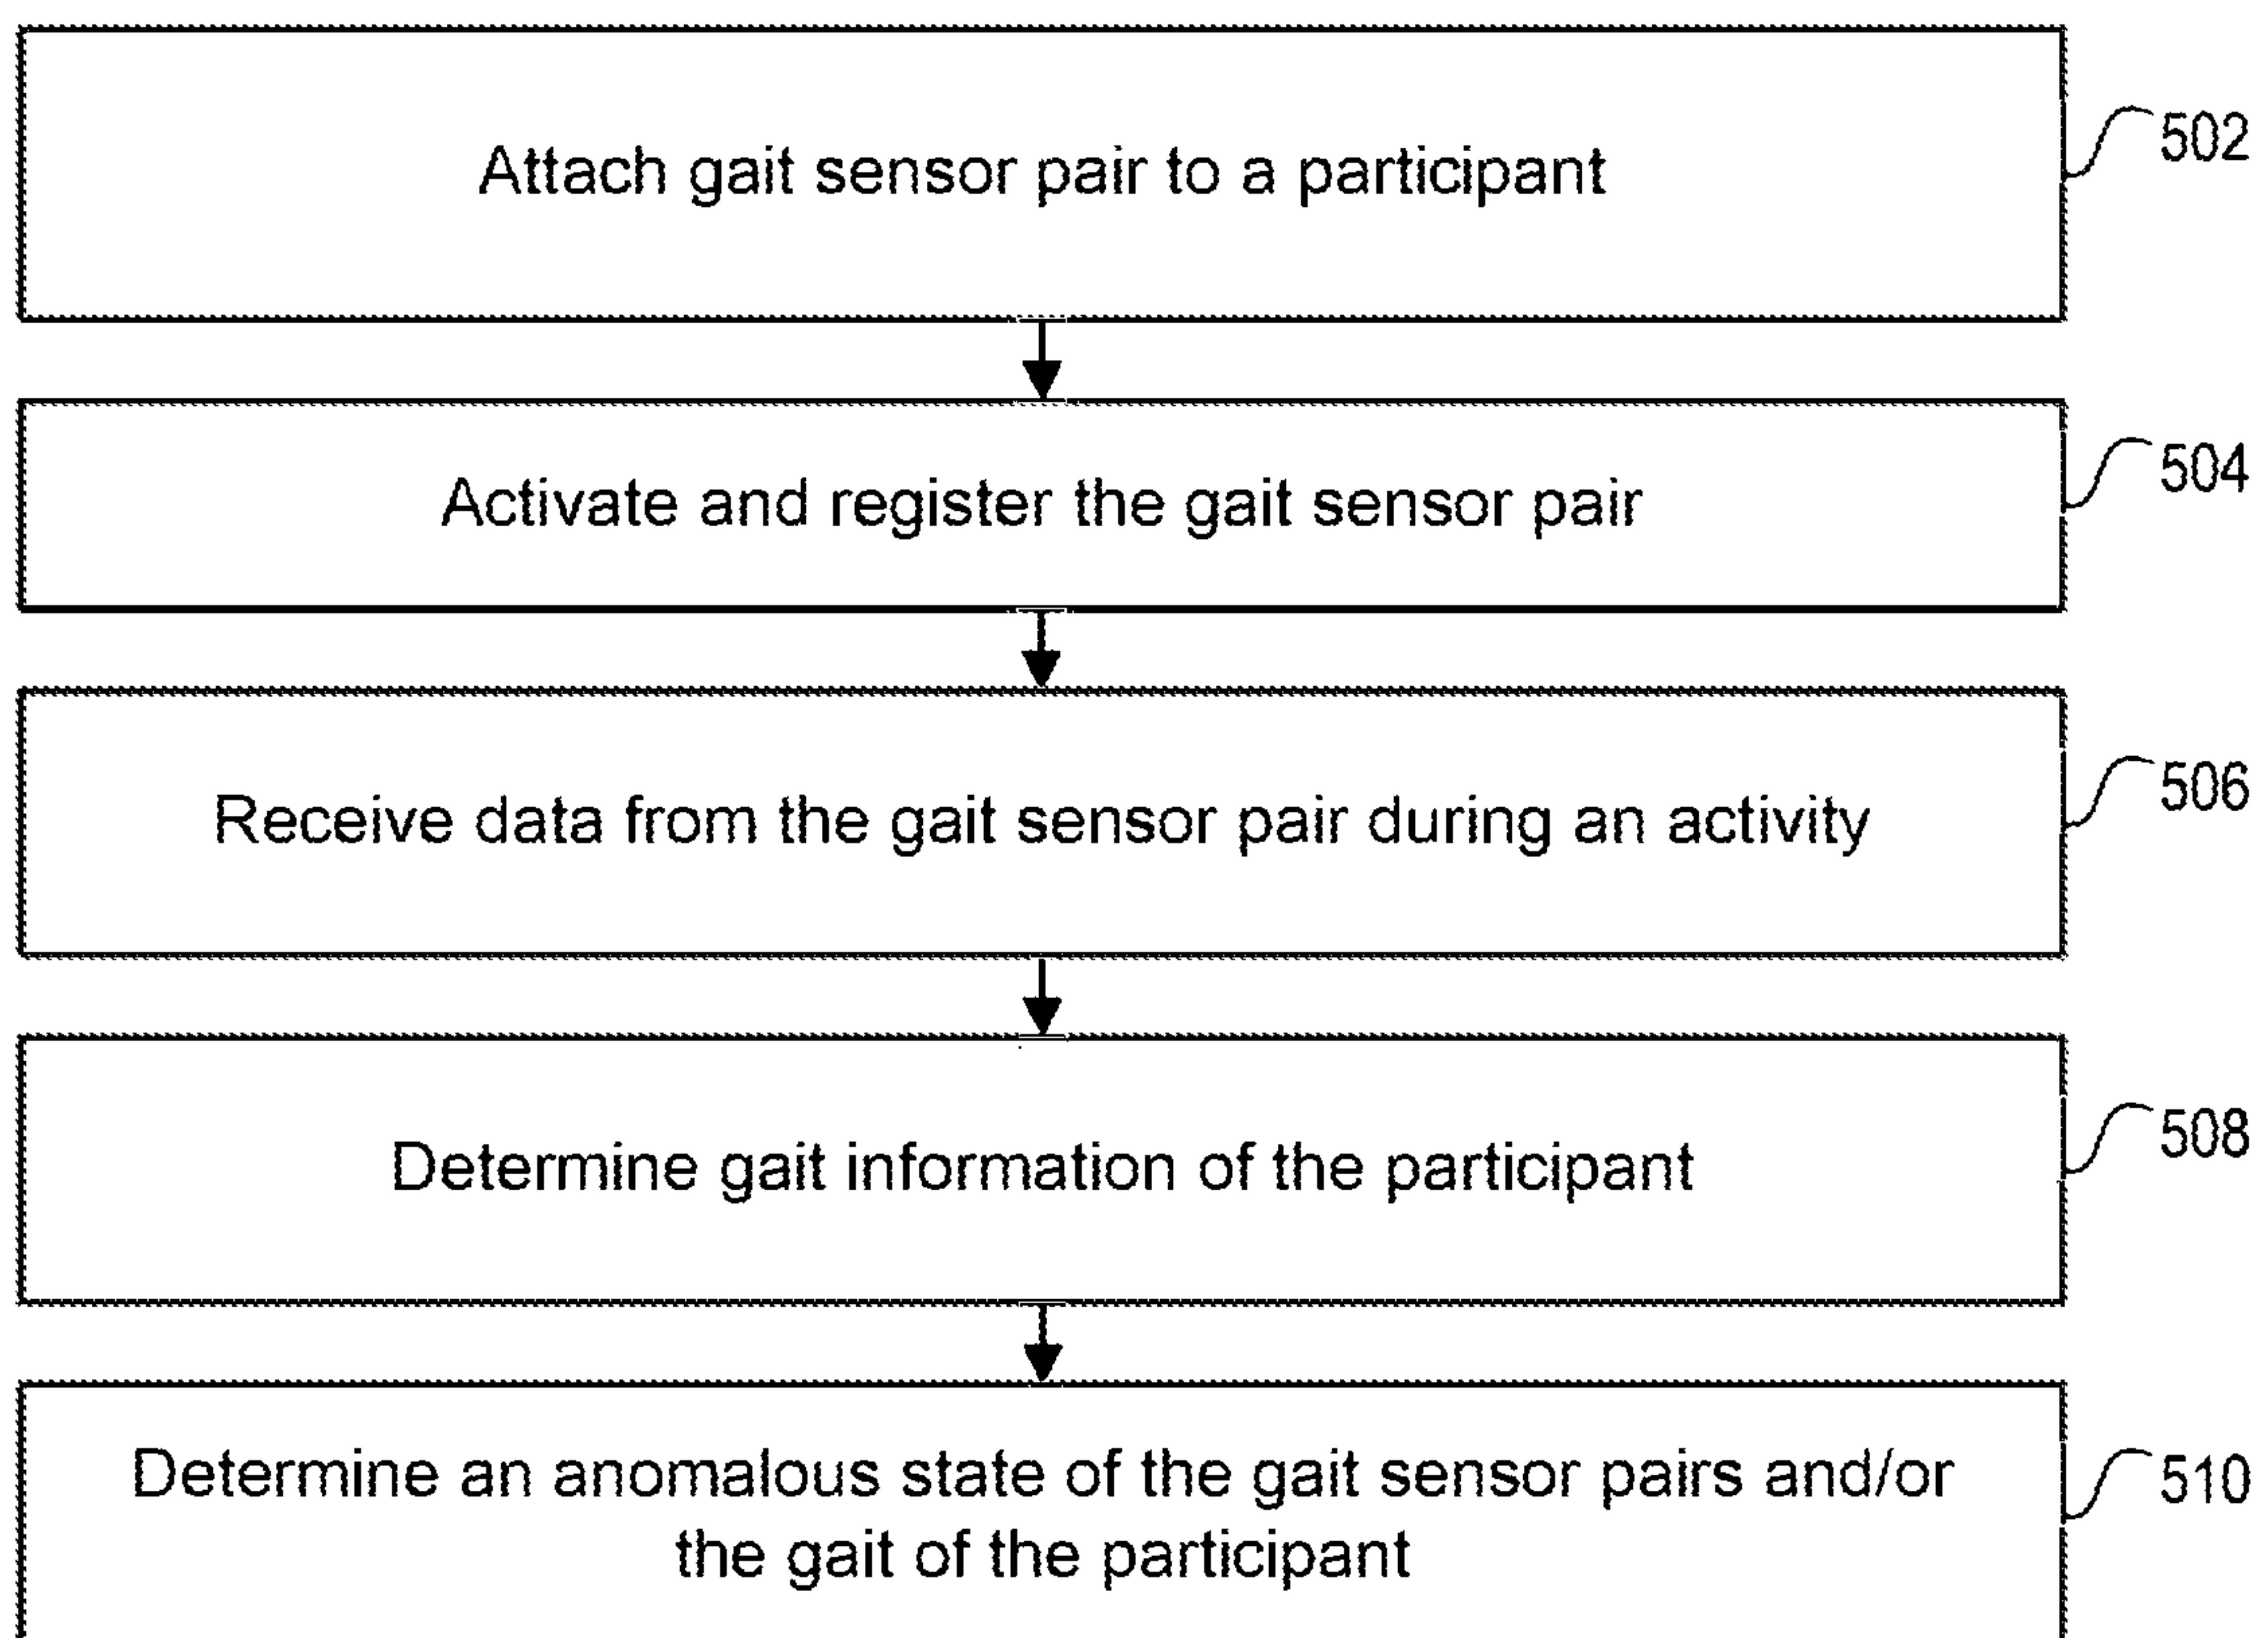 Attach gait sensor pair to a participant
502
Activate and register the gait sensor pair
504
Receive data from the gait sensor pair during an activity
506
Determine gait information of the participant
508
Determine an anomalous state of the gait sensor pairs and/or
the gait of the participant
510